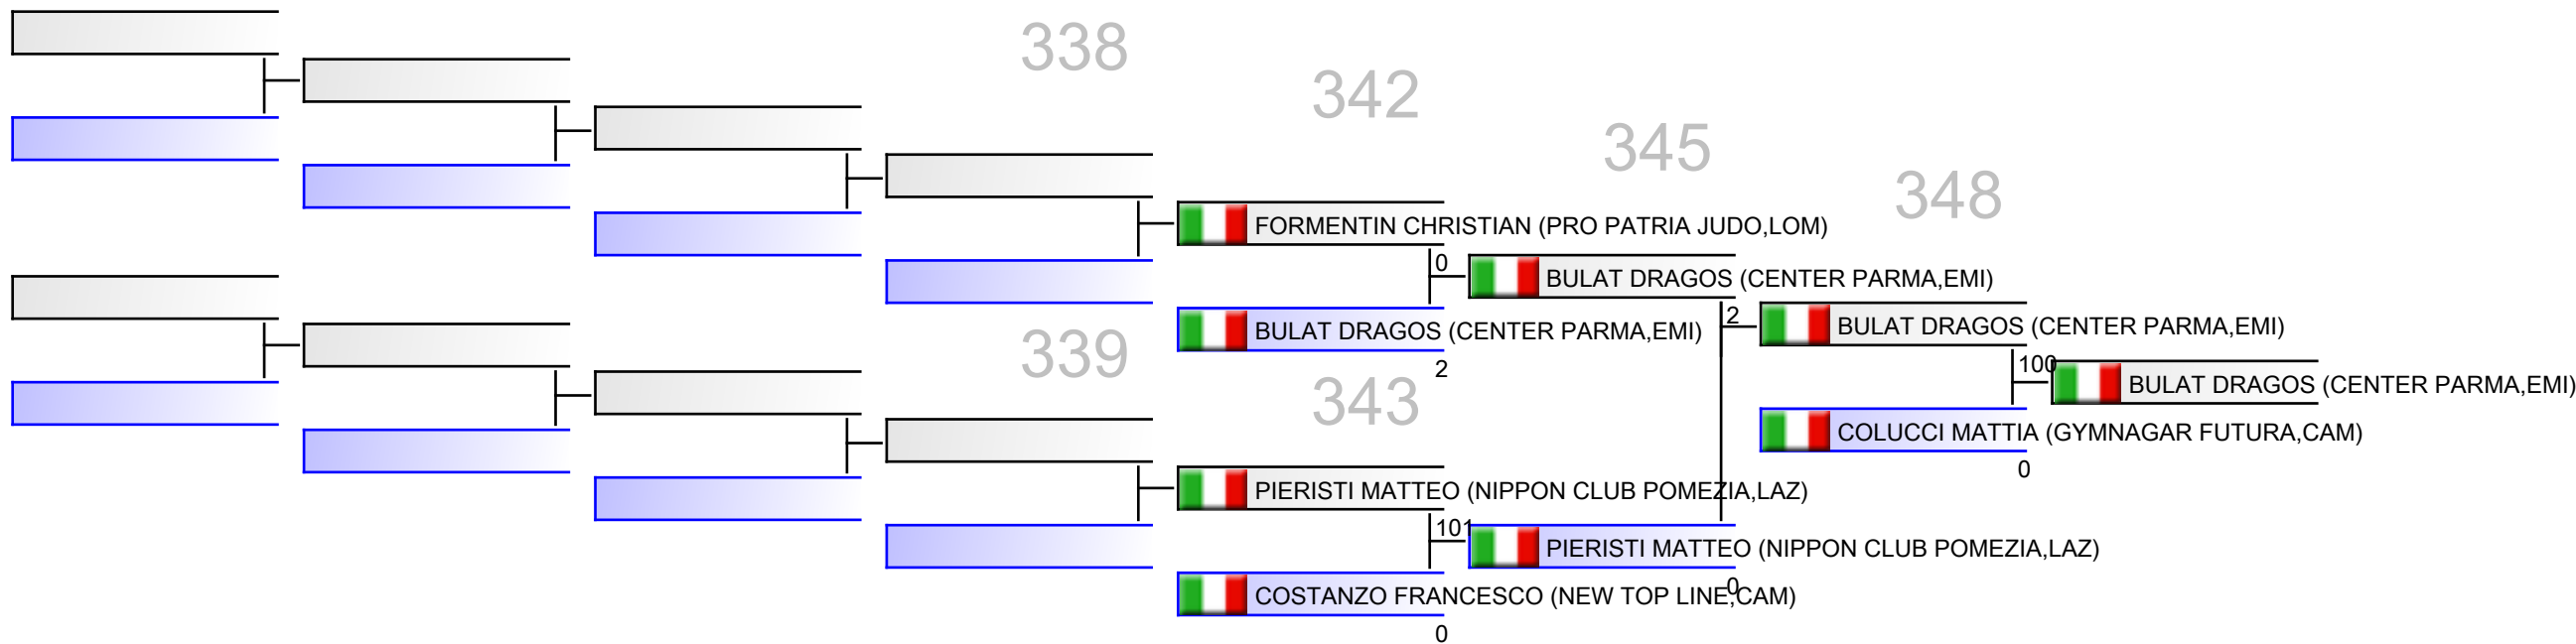 338
342
345
348
FORMENTIN CHRISTIAN (PRO PATRIA JUDO,LOM)
0
BULAT DRAGOS (CENTER PARMA,EMI)
2
BULAT DRAGOS (CENTER PARMA,EMI)
BULAT DRAGOS (CENTER PARMA,EMI)
339
2
100
BULAT DRAGOS (CENTER PARMA,EMI)
343
COLUCCI MATTIA (GYMNAGAR FUTURA,CAM)
0
PIERISTI MATTEO (NIPPON CLUB POMEZIA,LAZ)
101
PIERISTI MATTEO (NIPPON CLUB POMEZIA,LAZ)
0
COSTANZO FRANCESCO (NEW TOP LINE,CAM)
0